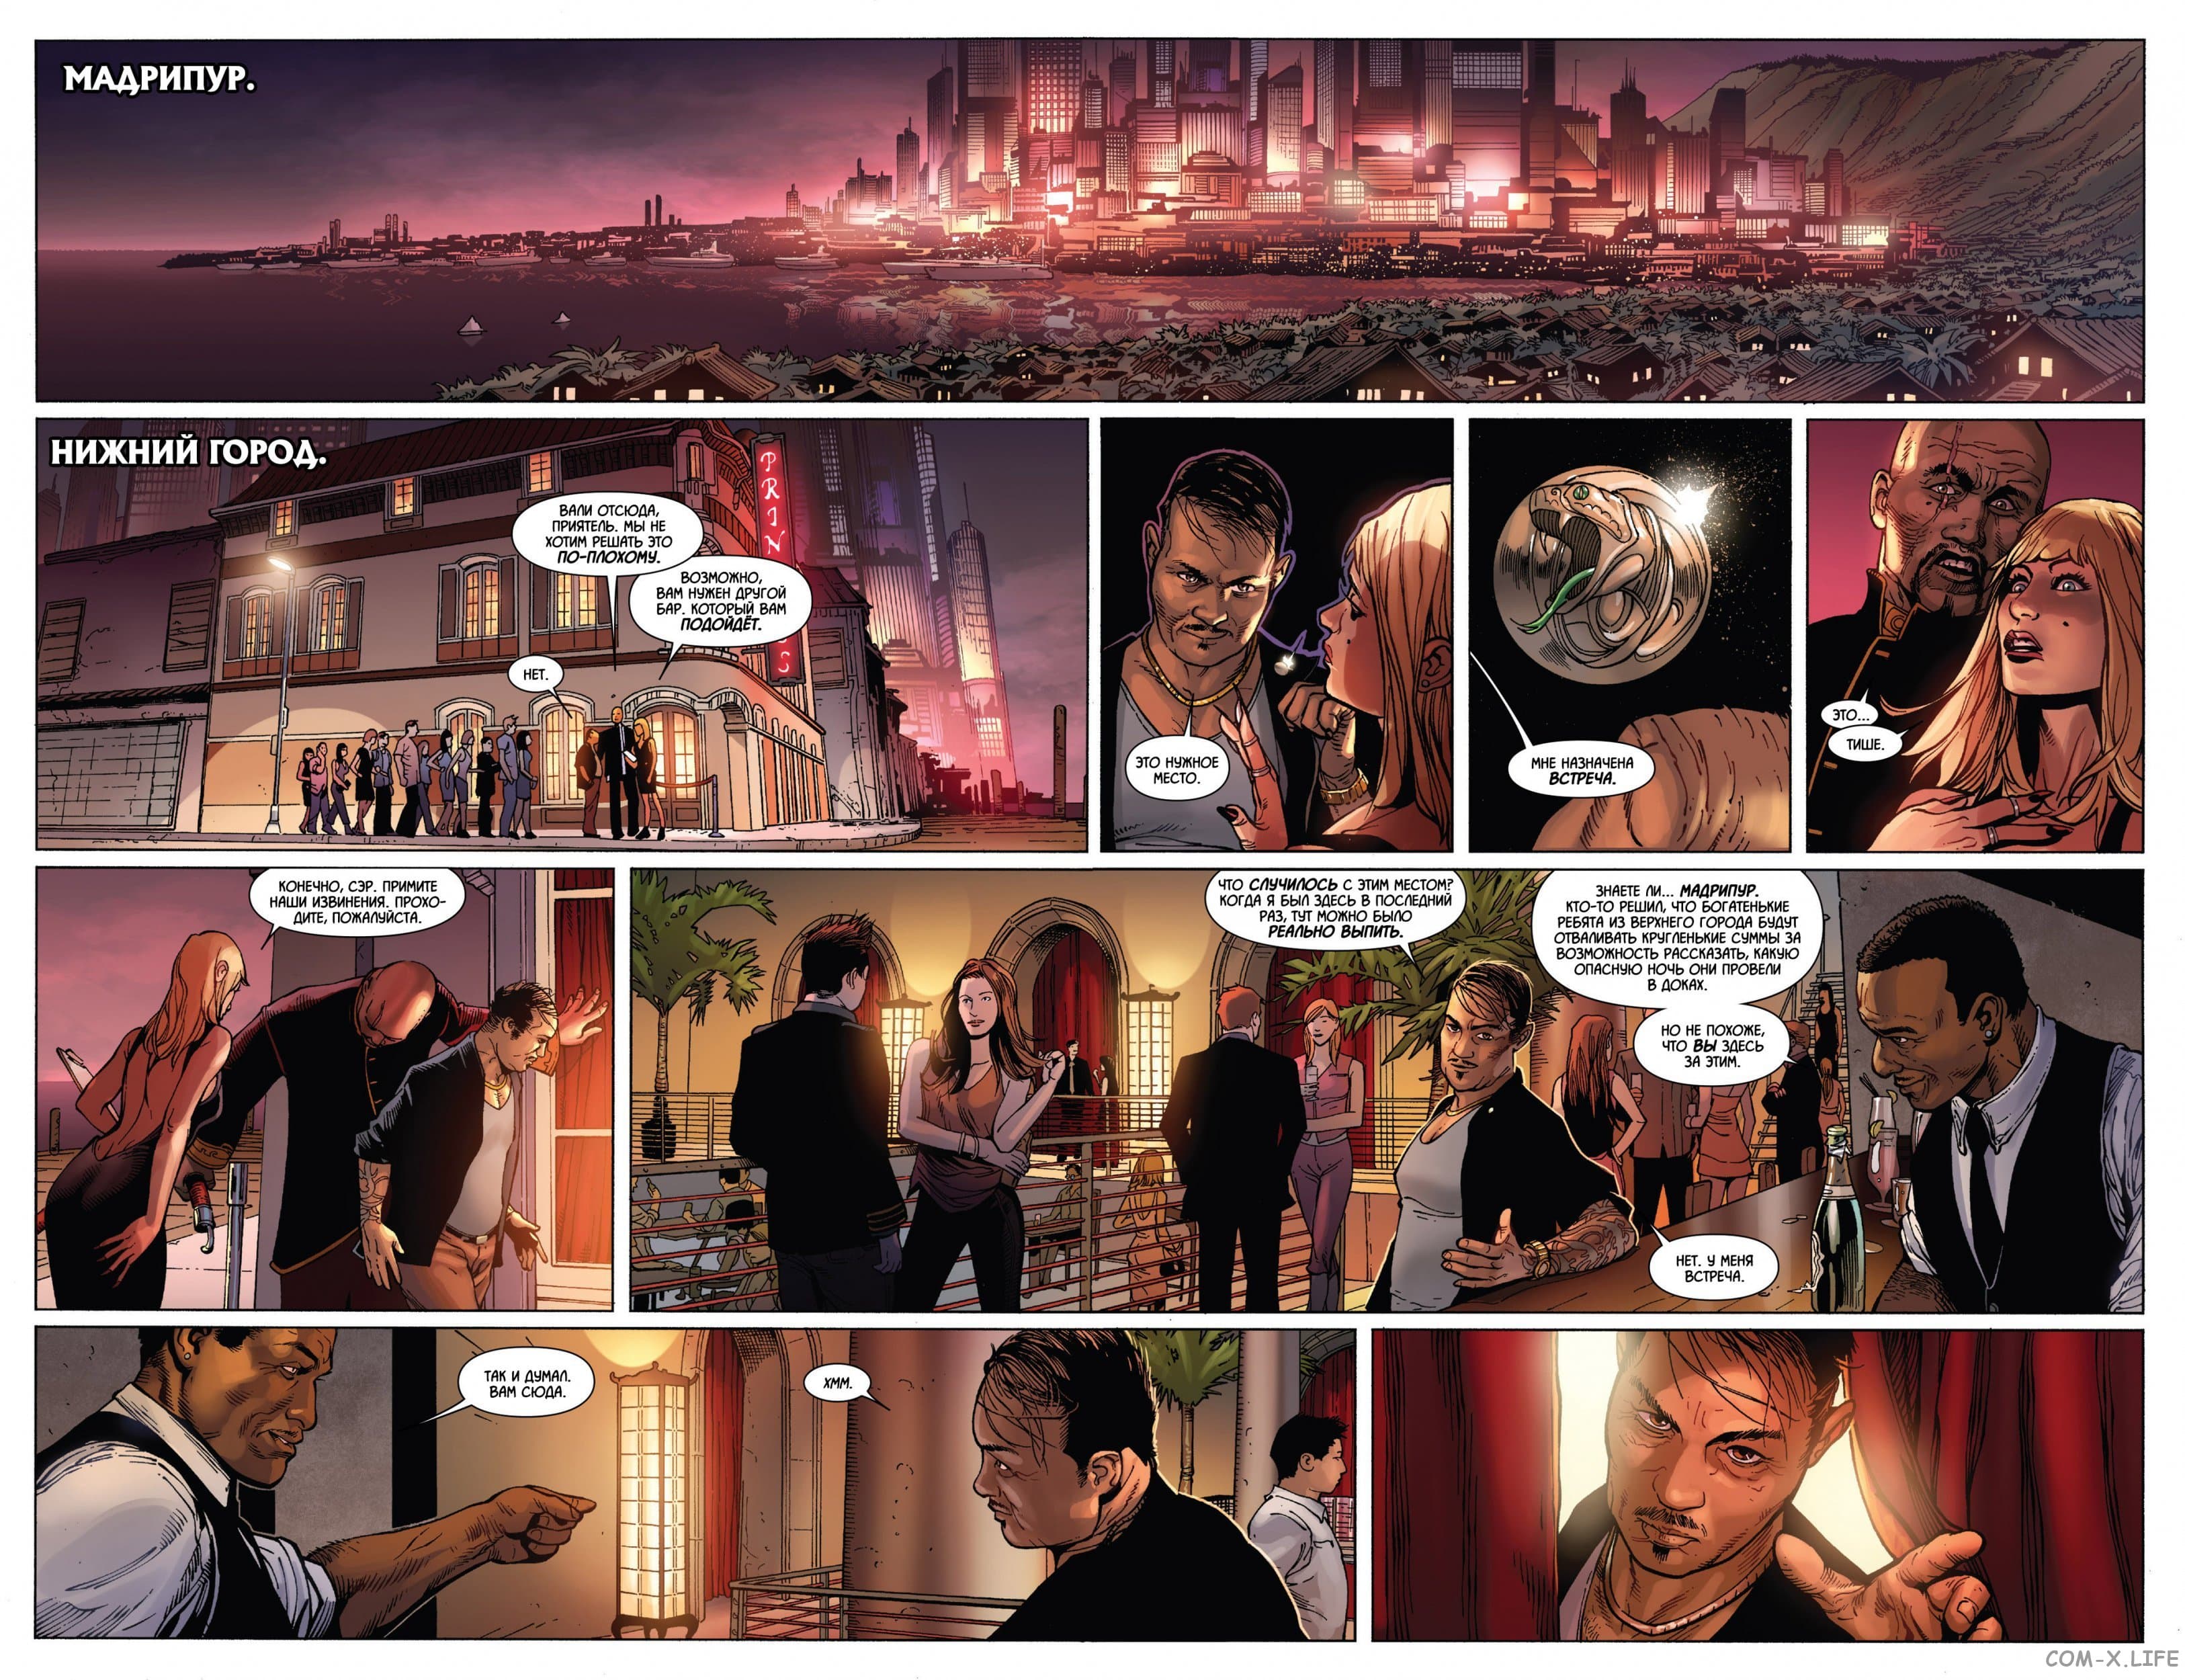 МАДРИПУР.
НИЖНИЙ ГОРОД.
ВАЛИ ОТСЮДА,
ПРИЯТЕЛЬ. МЫ НЕ
ХОТИМ РЕШАТЬ ЭТО
ПО-ПЛОХОМУ.
ВОЗМОЖНО,
ВАМ НУЖЕН ДРУГОЙ
БАР. КОТОРЫЙ ВАМ
ПОДОЙДЁТ.
НЕТ.
PRIN
S
ЭТО НУЖНОЕ
МЕСТО.
МНЕ НАЗНАЧЕНА
ВСТРЕЧА.
ЭТО...
ТИШЕ.
КОНЕЧНО, СЭР. ПРИМИТЕ
НАШИ ИЗВИНЕНИЯ. ПРОХО-
ДИТЕ, ПОЖАЛУЙСТА.
ЧТО СЛУЧИЛОСЬ С ЭТИМ МЕСТОМ?
КОГДА Я БЫЛ ЗДЕСЬ В ПОСЛЕДНИЙ
РАЗ, ТУТ МОЖНО БЫЛО
РЕАЛЬНО ВЫПИТЬ.
ЗНАЕТЕ ЛИ... МАДРИПУР.
КТО-ТО РЕШИЛ, ЧТО БОГАТЕНЬКИЕ
РЕБЯТА ИЗ ВЕРХНЕГО ГОРОДА БУДУТ
ОТВАЛИВАТЬ КРУГЛЕНЬКИЕ СУММЫ ЗА
ВОЗМОЖНОСТЬ РАССКАЗАТЬ, КАКУЮ
ОПАСНУЮ НОЧЬ ОНИ ПРОВЕЛИ
В ДОКАХ.
НО НЕ ПОХОЖЕ,
ЧТО ВЫ ЗДЕСЬ
ЗА ЭТИМ.
НЕТ. У МЕНЯ
ВСТРЕЧА.
ТАК И ДУМАЛ.
ВАМ СЮДА.
ХММ.
COM-X.LIFE